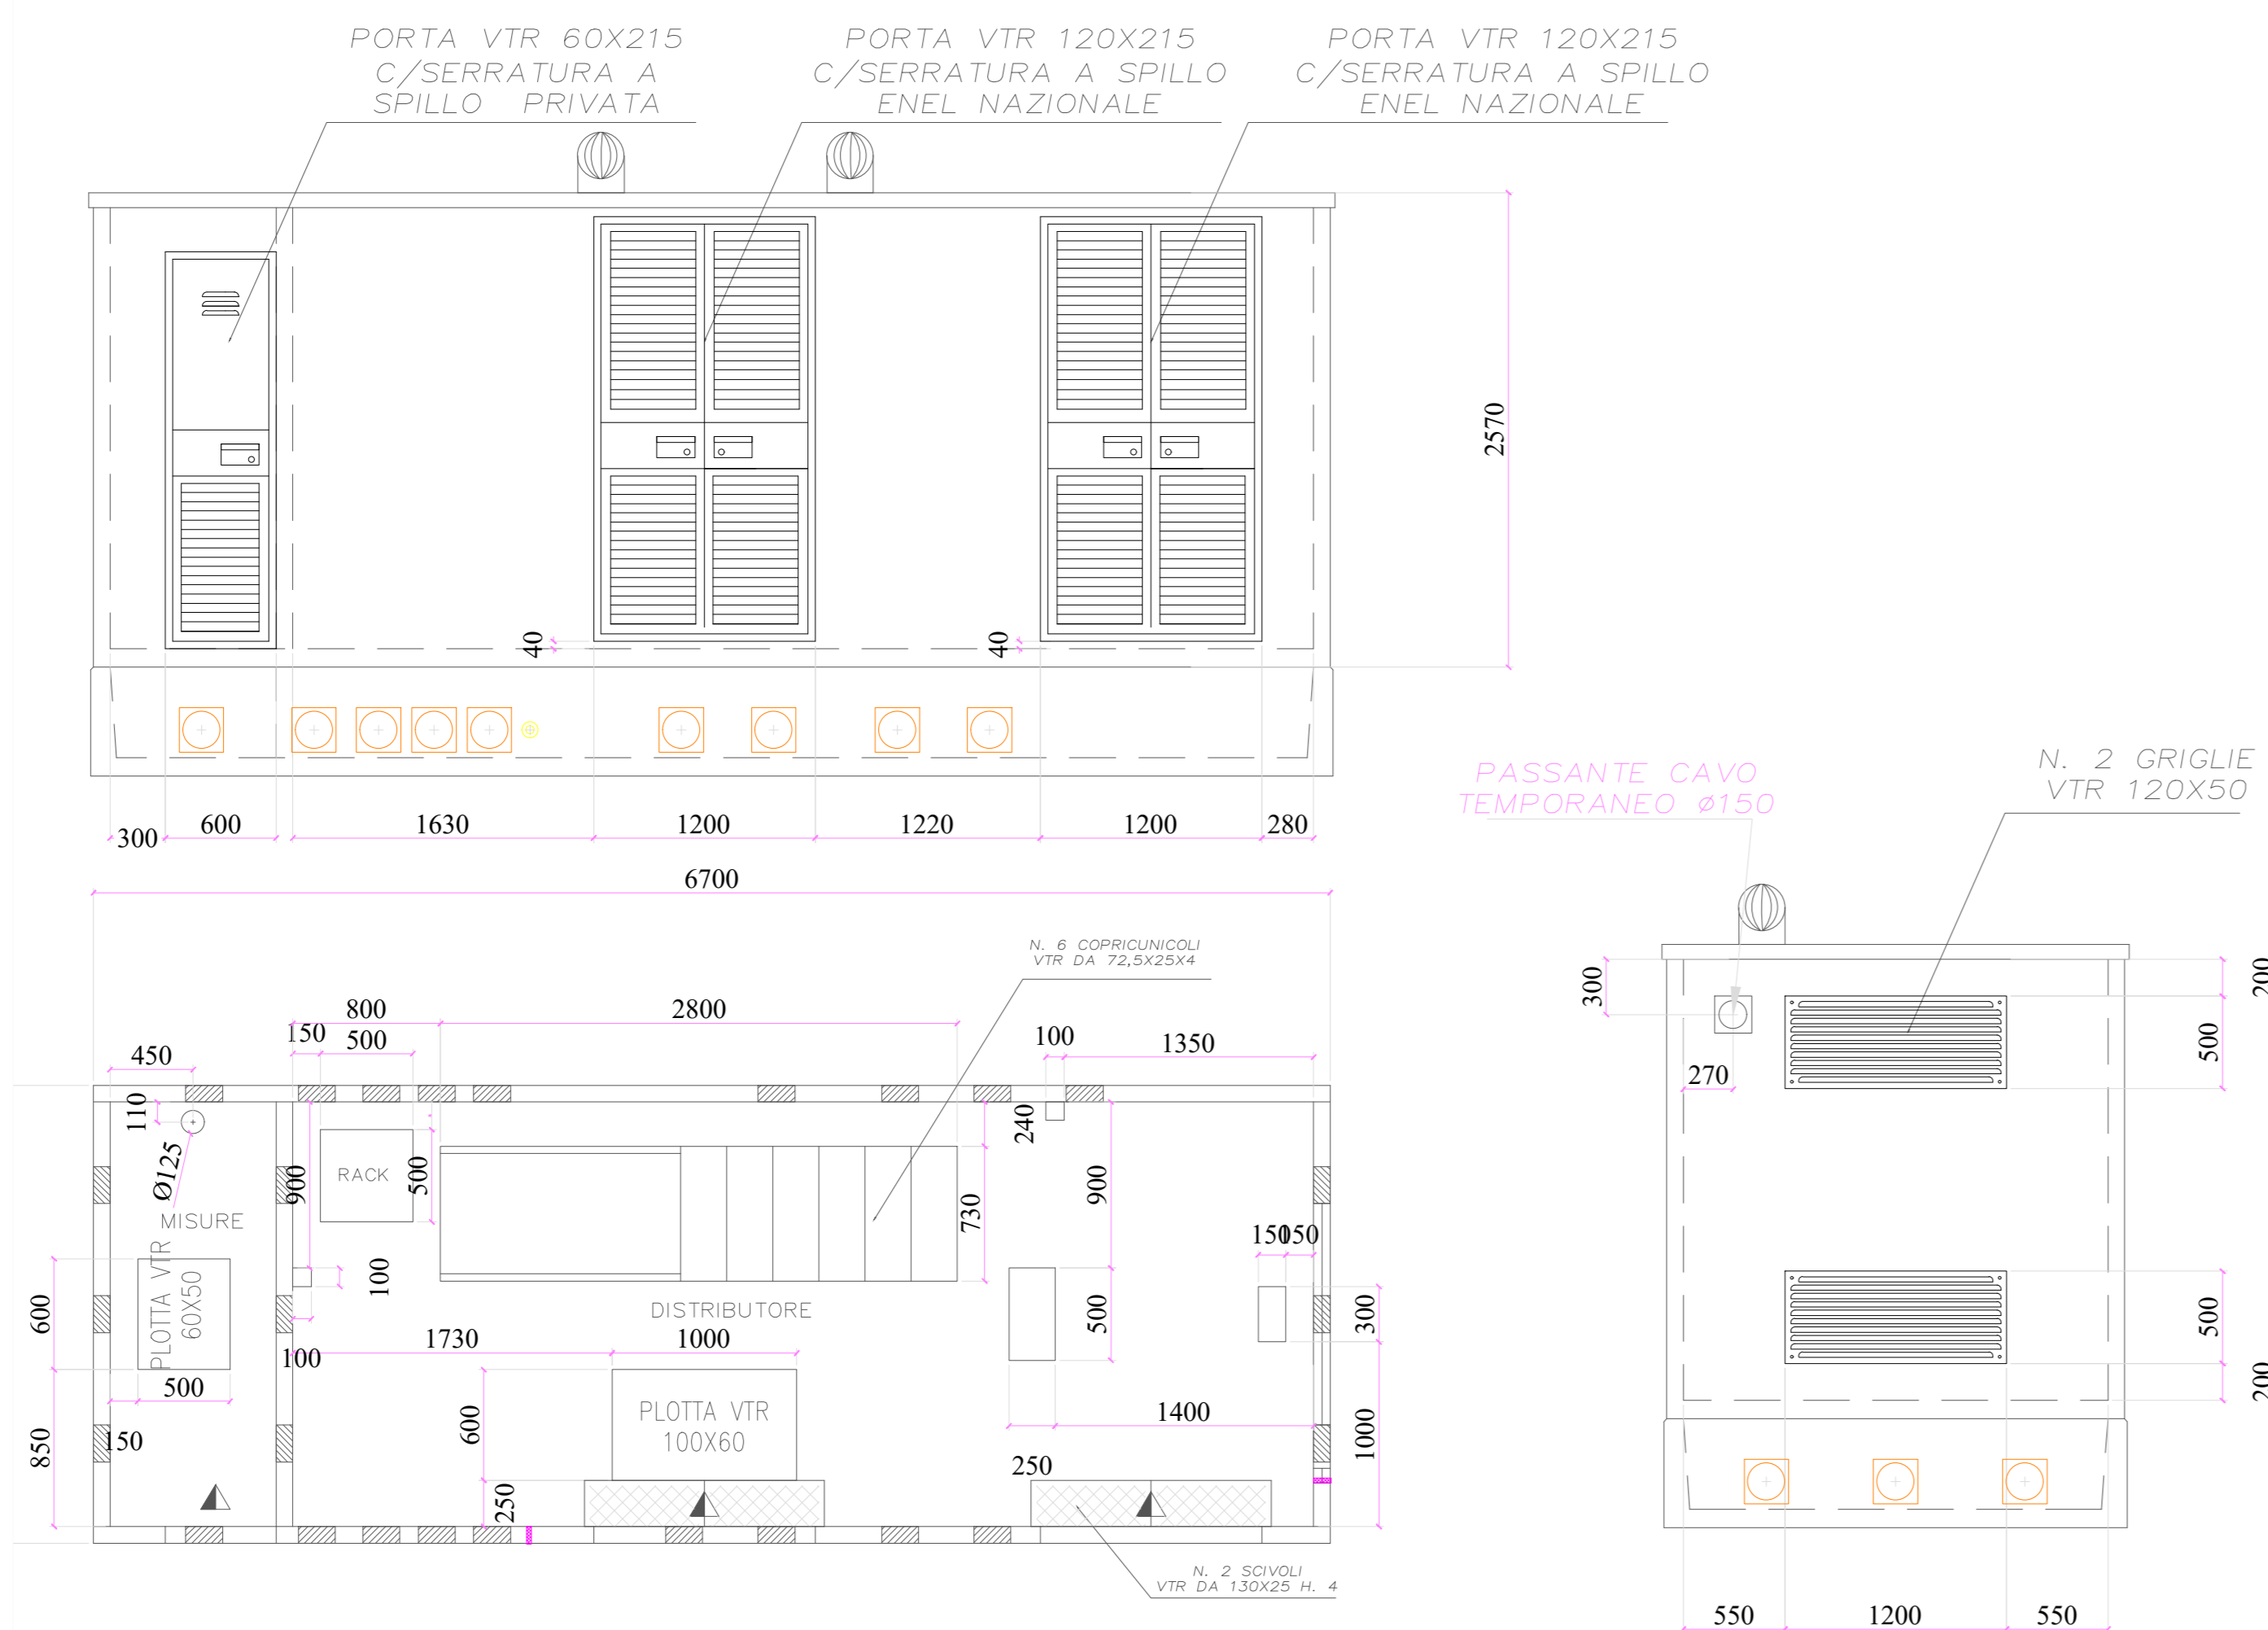 PORTA VTR 60X215
C/SERRATURA A
SPILLO PRIVATA
PORTA VTR 120X215
C/SERRATURA A SPILLO
ENEL NAZIONALE
PORTA VTR 120X215
C/SERRATURA A SPILLO
ENEL NAZIONALE
2570
40
40
300
600
1630
1200
1220
1200
280
6700
N. 6 COPRICUNICOLI
VTR DA 72,5X25X4
800
2800
150
500
100
1350
450
110
Ø125
900
RACK
500
240
900
730
MISURE
PLOTTA VTR
60X50
100
150
150
600
DISTRIBUTORE
500
300
1730
1000
100
500
850
150
600
PLOTTA VTR
100X60
1400
1000
250
250
N. 2 SCIVOLI
VTR DA 130X25 H. 4
PASSANTE CAVO
TEMPORANEO Ø150
N. 2 GRIGLIE
VTR 120X50
300
200
500
270
500
200
550
1200
550